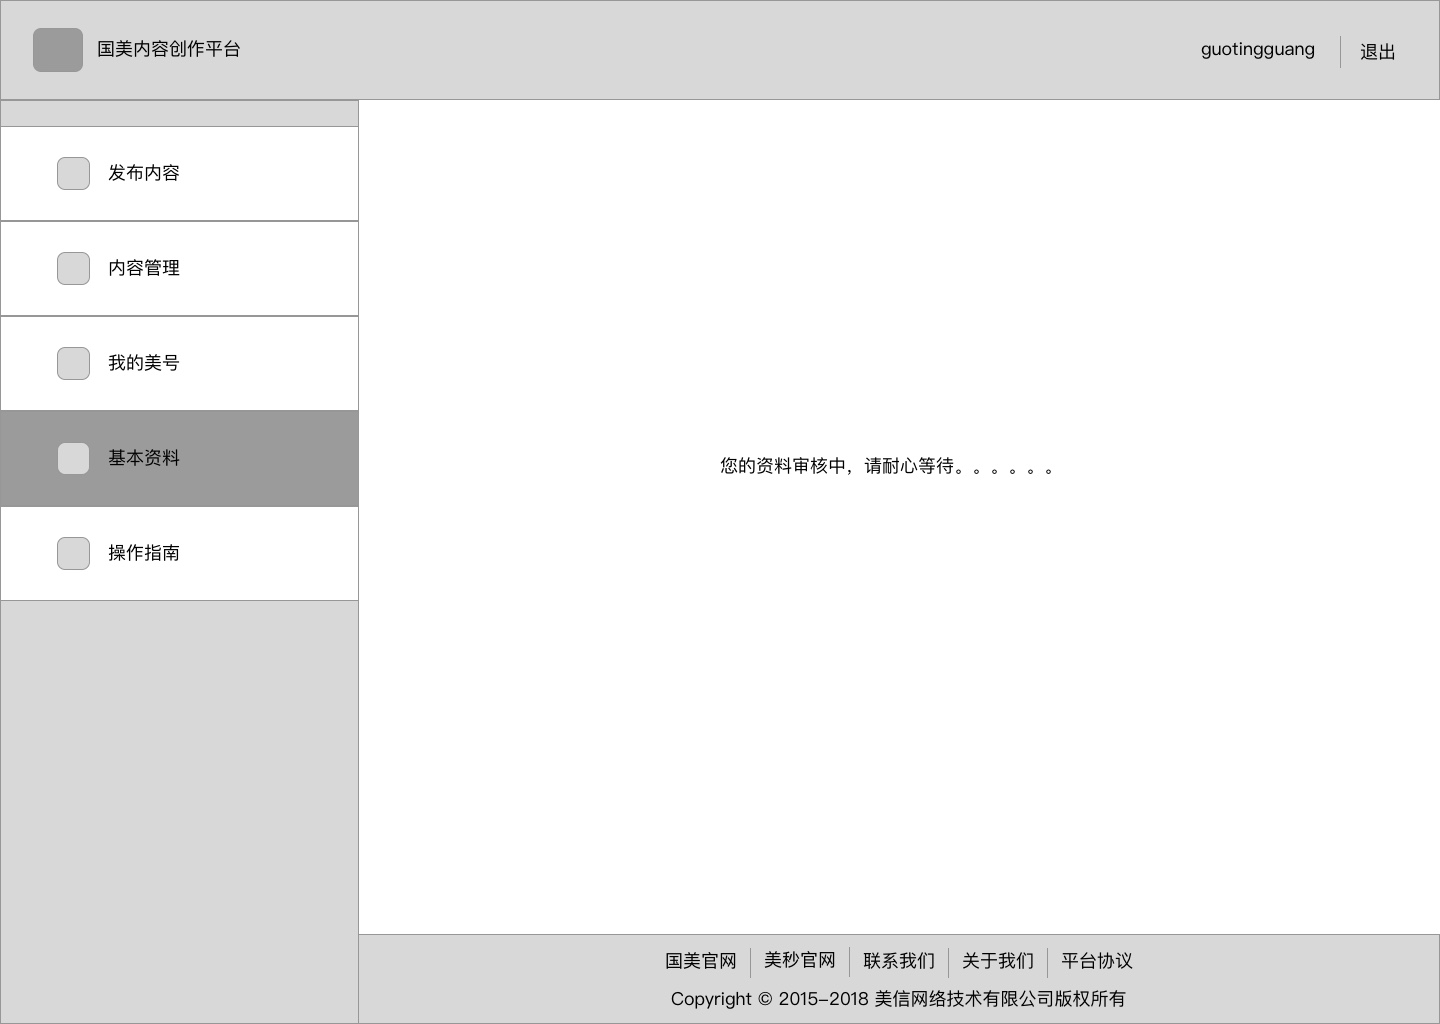 国美内容创作平台
guotingguang
退出
发布内容
内容管理
我的美号
基本资料
操作指南
您的资料审核中，请耐心等待。。。。。。
国美官网
美秒官网
联系我们
关于我们
平台协议
Copyright © 2015-2018 美信网络技术有限公司版权所有